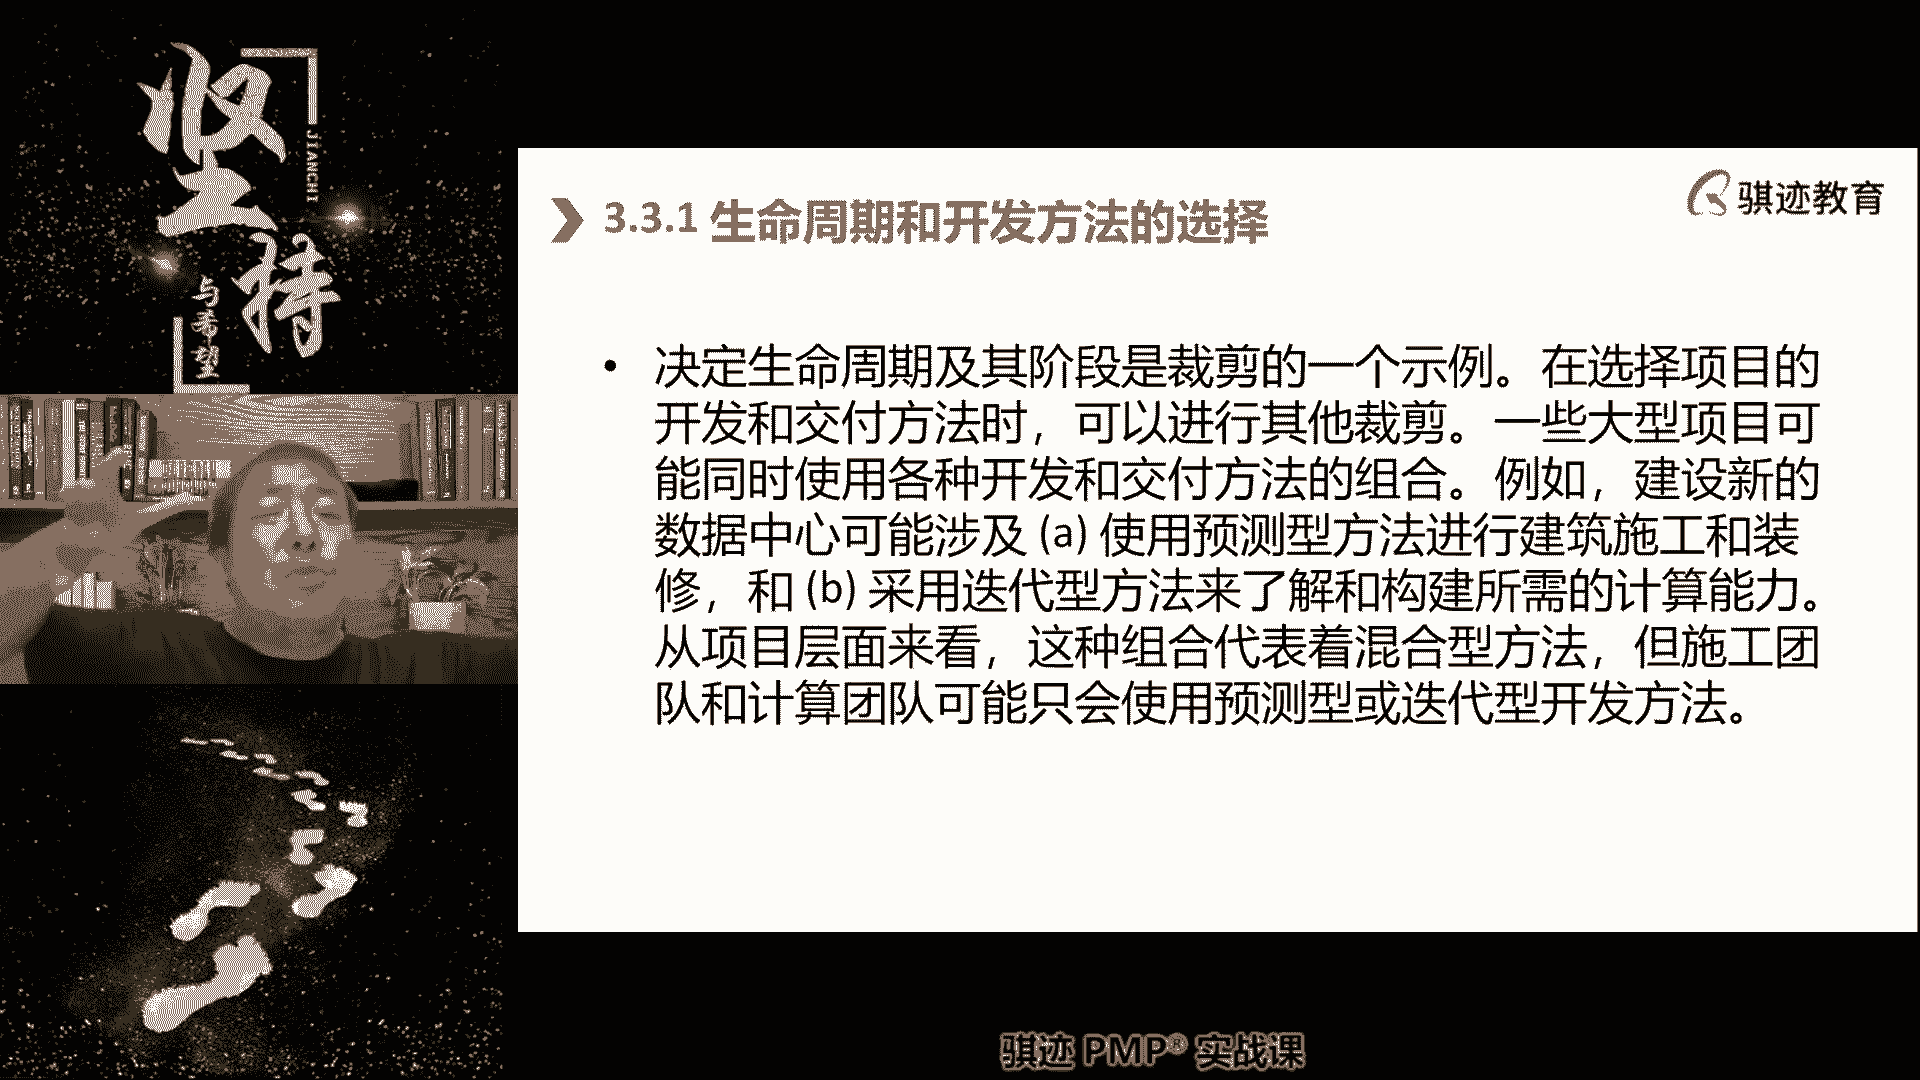 坚持
JIANCHI
与希望
骐迹教育
3.3.1 生命周期和开发方法的选择
• 决定生命周期及其阶段是裁剪的一个示例。在选择项目的
开发和交付方法时，可以进行其他裁剪。一些大型项目可
能同时使用各种开发和交付方法的组合。例如，建设新的
数据中心可能涉及 (a) 使用预测型方法进行建筑施工和装
修，和 (b) 采用迭代型方法来了解和构建所需的计算能力。
从项目层面来看，这种组合代表着混合型方法，但施工团
队和计算团队可能只会使用预测型或迭代型开发方法。
骐迹 PMP® 实战课